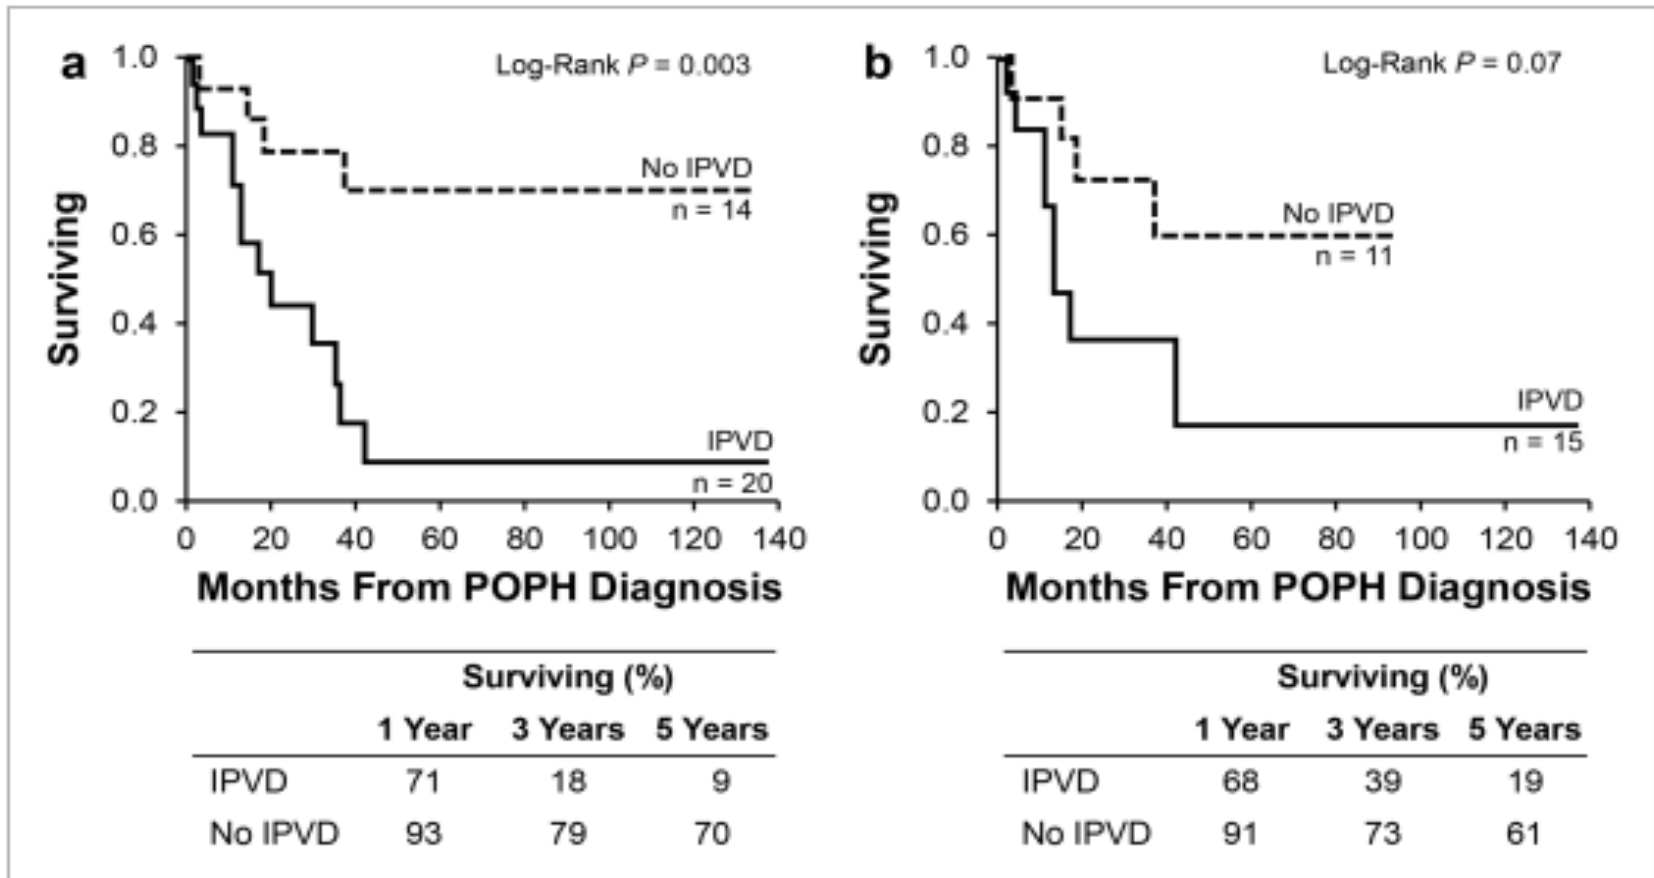 a
Log-Rank P = 0.003
1.0
0.8
0.6
0.4
0.2
0.0
Surviving
No IPVD
n = 14
IPVD
n = 20
0 20 40 60 80 100 120 140
Months From POPH Diagnosis
Surviving (%)
1 Year 3 Years 5 Years
IPVD 71 18 9
No IPVD 93 79 70
b
Log-Rank P = 0.07
1.0
0.8
0.6
0.4
0.2
0.0
Surviving
No IPVD
n = 11
IPVD
n = 15
0 20 40 60 80 100 120 140
Months From POPH Diagnosis
Surviving (%)
1 Year 3 Years 5 Years
IPVD 68 39 19
No IPVD 91 73 61